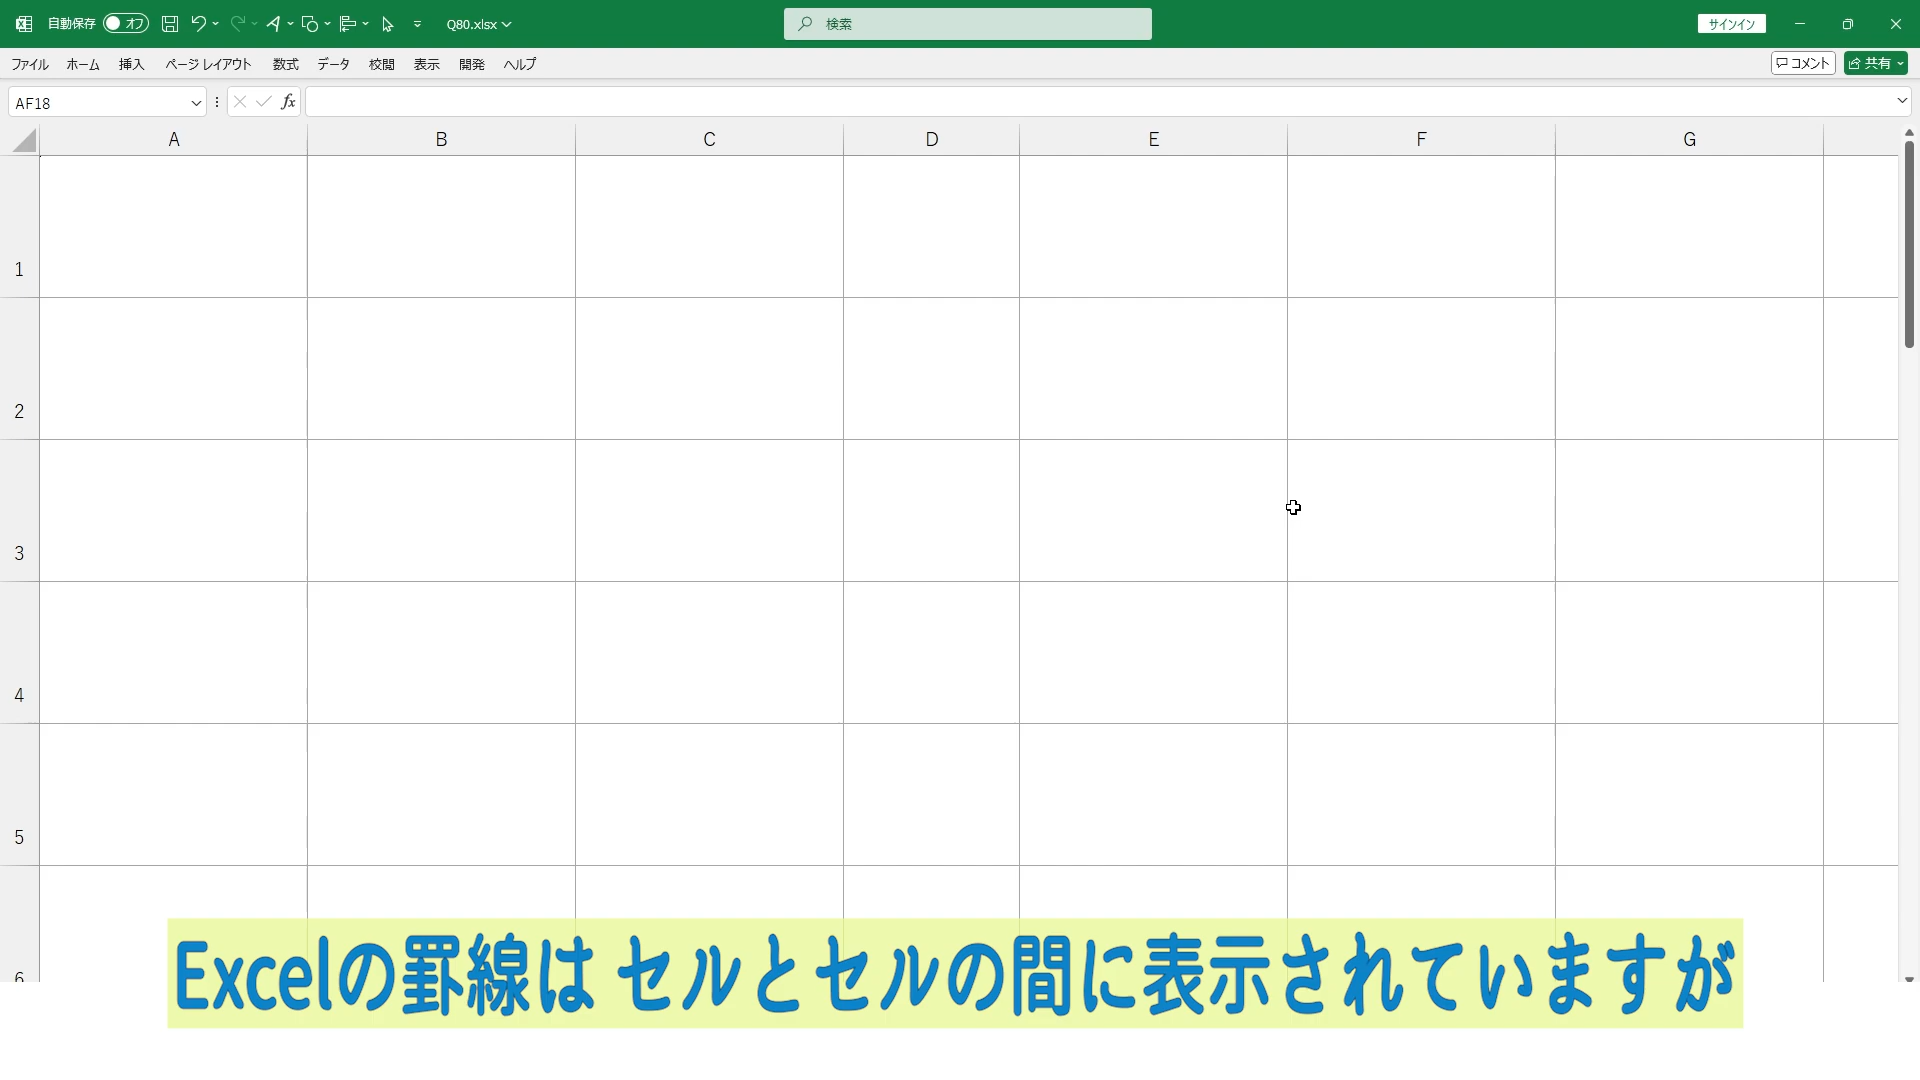 自動保存 オフ Q80.xlsx 検索 サインイン
ファイル ホーム 挿入 ページ レイアウト 数式 データ 校閲 表示 開発 ヘルプ コメント 共有
AF18 fx
A B C D E F G
1
2
3
4
5
6
Excelの罫線は セルとセルの間に表示されていますが